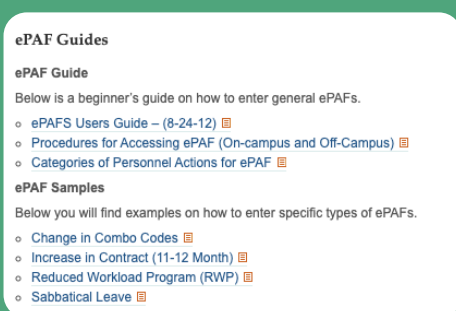 ePAF Guides
ePAF Guide
Below is a beginner's guide on how to enter general ePAFs.
ePAFS Users Guide – (8-24-12)
Procedures for Accessing ePAF (On-campus and Off-Campus)
Categories of Personnel Actions for ePAF
ePAF Samples
Below you will find examples on how to enter specific types of ePAFs.
Change in Combo Codes
Increase in Contract (11-12 Month)
Reduced Workload Program (RWP)
Sabbatical Leave